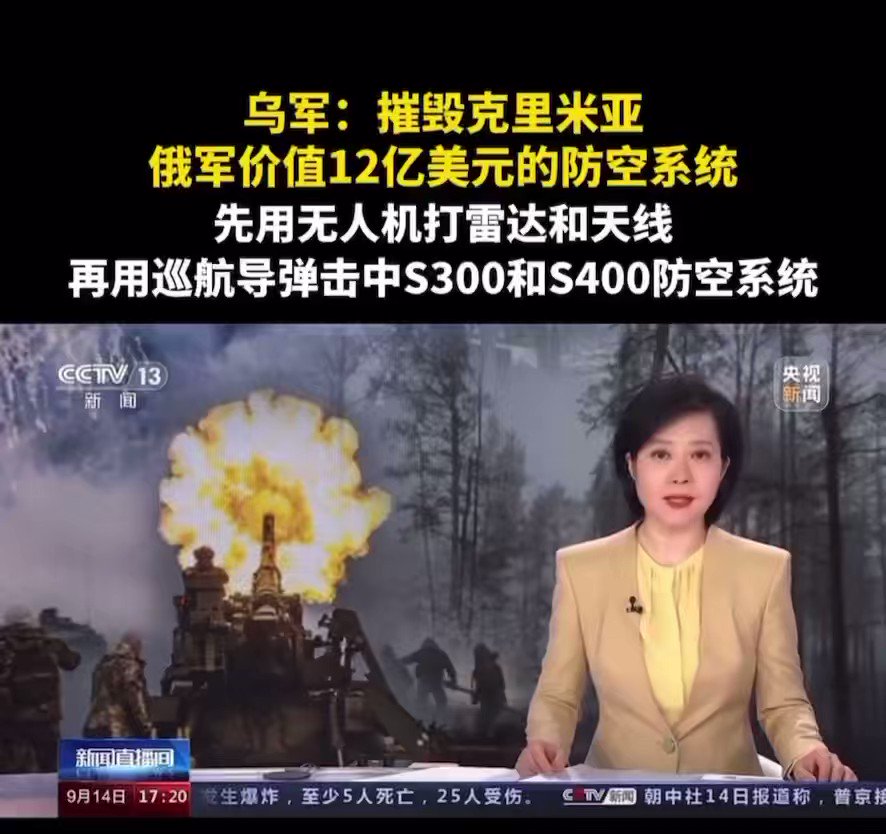 乌军：摧毁克里米亚
俄军价值12亿美元的防空系统
先用无人机打雷达和天线
再用巡航导弹击中S300和S400防空系统
CCTV 13
新闻
央视
新闻
新闻直播间
9月14日 17:20
发生爆炸，至少5人死亡，25人受伤。 CCTV 新闻 朝中社14日报道称，普京接